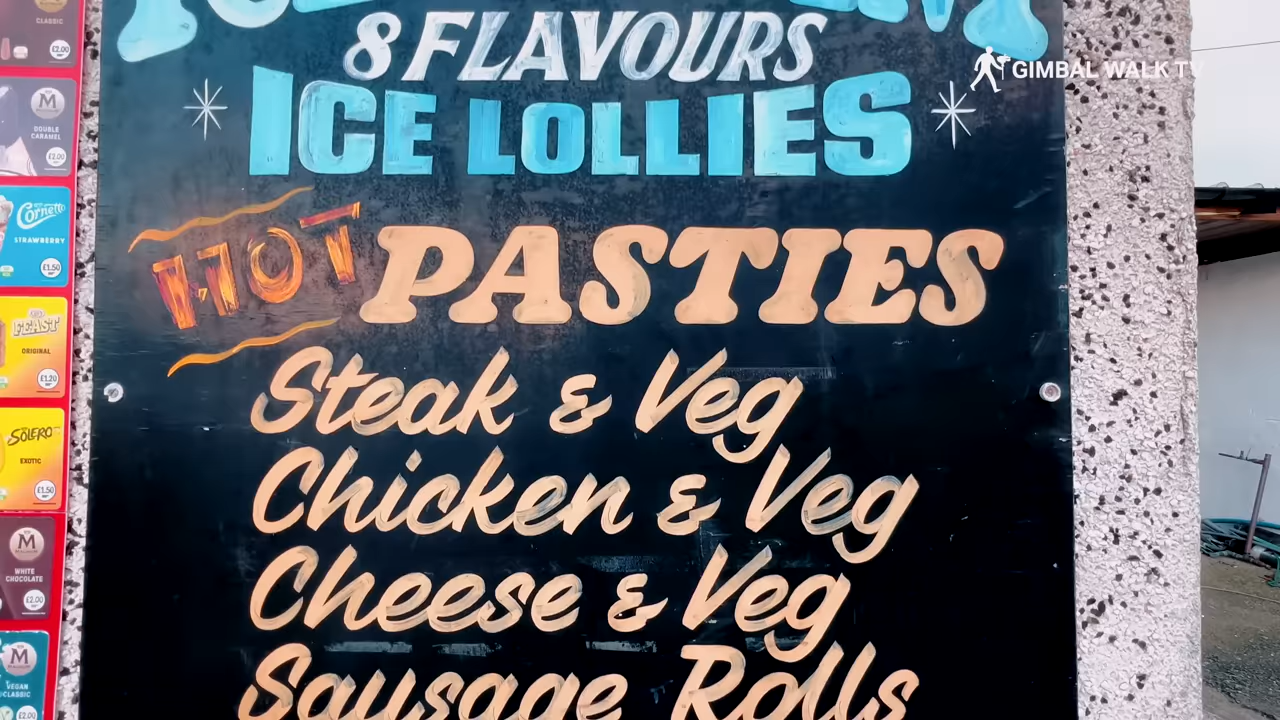 8 FLAVOURS
ICE LOLLIES
HOT PASTIES
Steak & Veg
Chicken & Veg
Cheese & Veg
Sausage Rolls
GIMBAL WALK TV
CLASSIC
£2.00
M
DOUBLE
CARAMEL
£2.00
Cornetto
STRAWBERRY
£1.50
FEAST
ORIGINAL
£1.20
SOLERO
EXOTIC
£1.50
M
WHITE
CHOCOLATE
£2.00
M
VEGAN
CLASSIC
£2.00